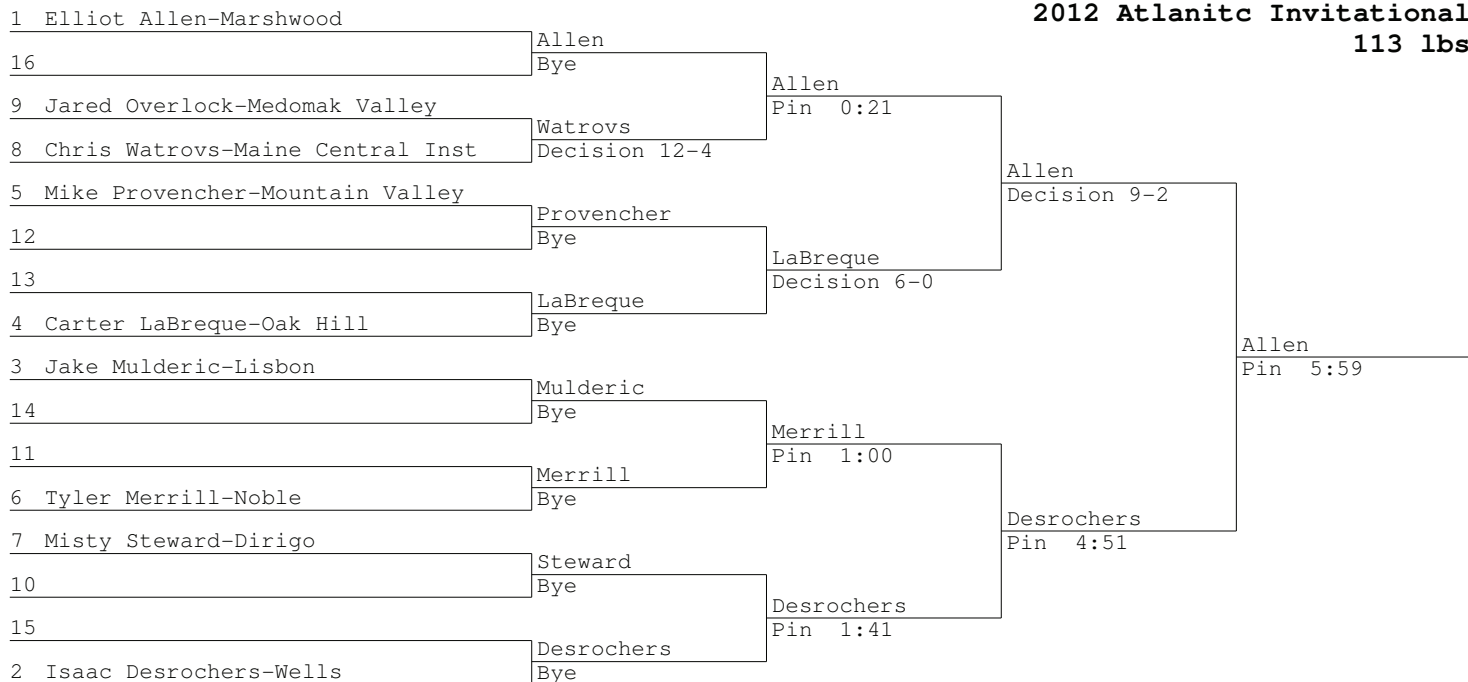 2012 Atlanitc Invitational
113 lbs
1 Elliot Allen-Marshwood
16
9 Jared Overlock-Medomak Valley
8 Chris Watrovs-Maine Central Inst
5 Mike Provencher-Mountain Valley
12
13
4 Carter LaBreque-Oak Hill
3 Jake Mulderic-Lisbon
14
11
6 Tyler Merrill-Noble
7 Misty Steward-Dirigo
10
15
2 Isaac Desrochers-Wells
Allen
Bye
Watrovs
Decision 12-4
Provencher
Bye
LaBreque
Bye
Mulderic
Bye
Merrill
Bye
Steward
Bye
Desrochers
Bye
Allen
Pin 0:21
LaBreque
Decision 6-0
Merrill
Pin 1:00
Desrochers
Pin 1:41
Allen
Decision 9-2
Desrochers
Pin 4:51
Allen
Pin 5:59